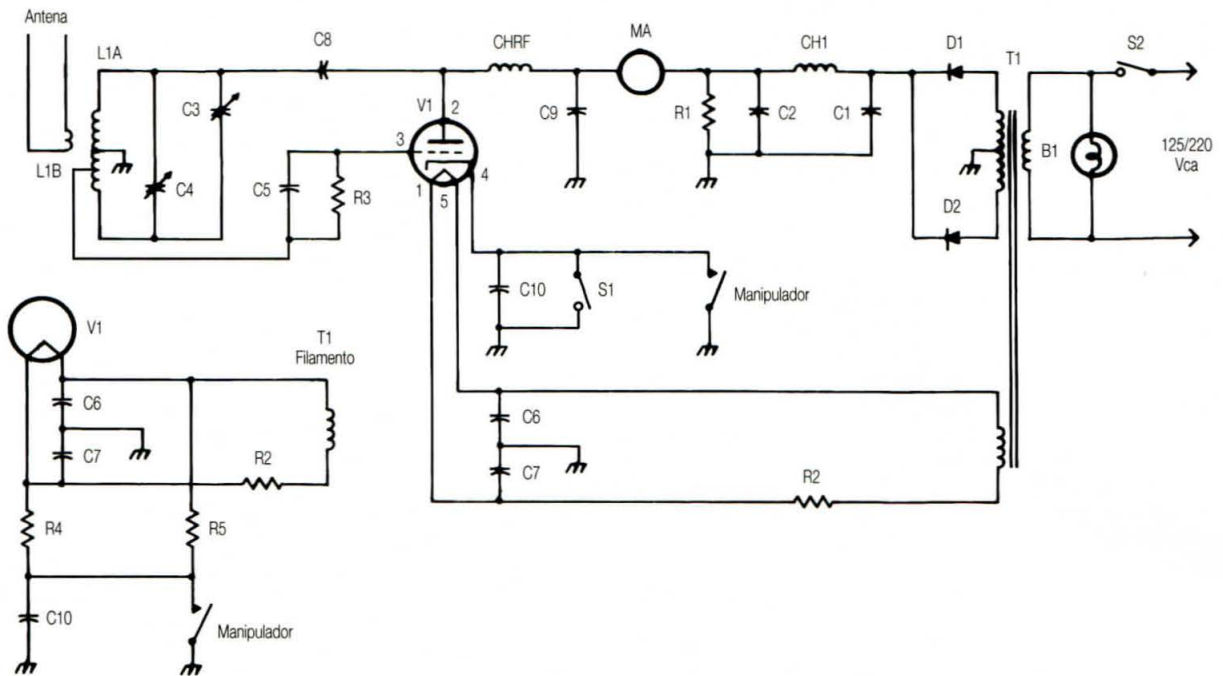 Antena
L1A
C8
CHRF
MA
CH1
D1
T1
S2
C3
V1
2
C9
R1
C2
C1
3
L1B
C4
C5
R3
1
5
4
D2
B1
125/220
Vca
C10
S1
Manipulador
V1
T1
Filamento
C6
C7
R2
R4
R5
C10
Manipulador
C6
C7
R2